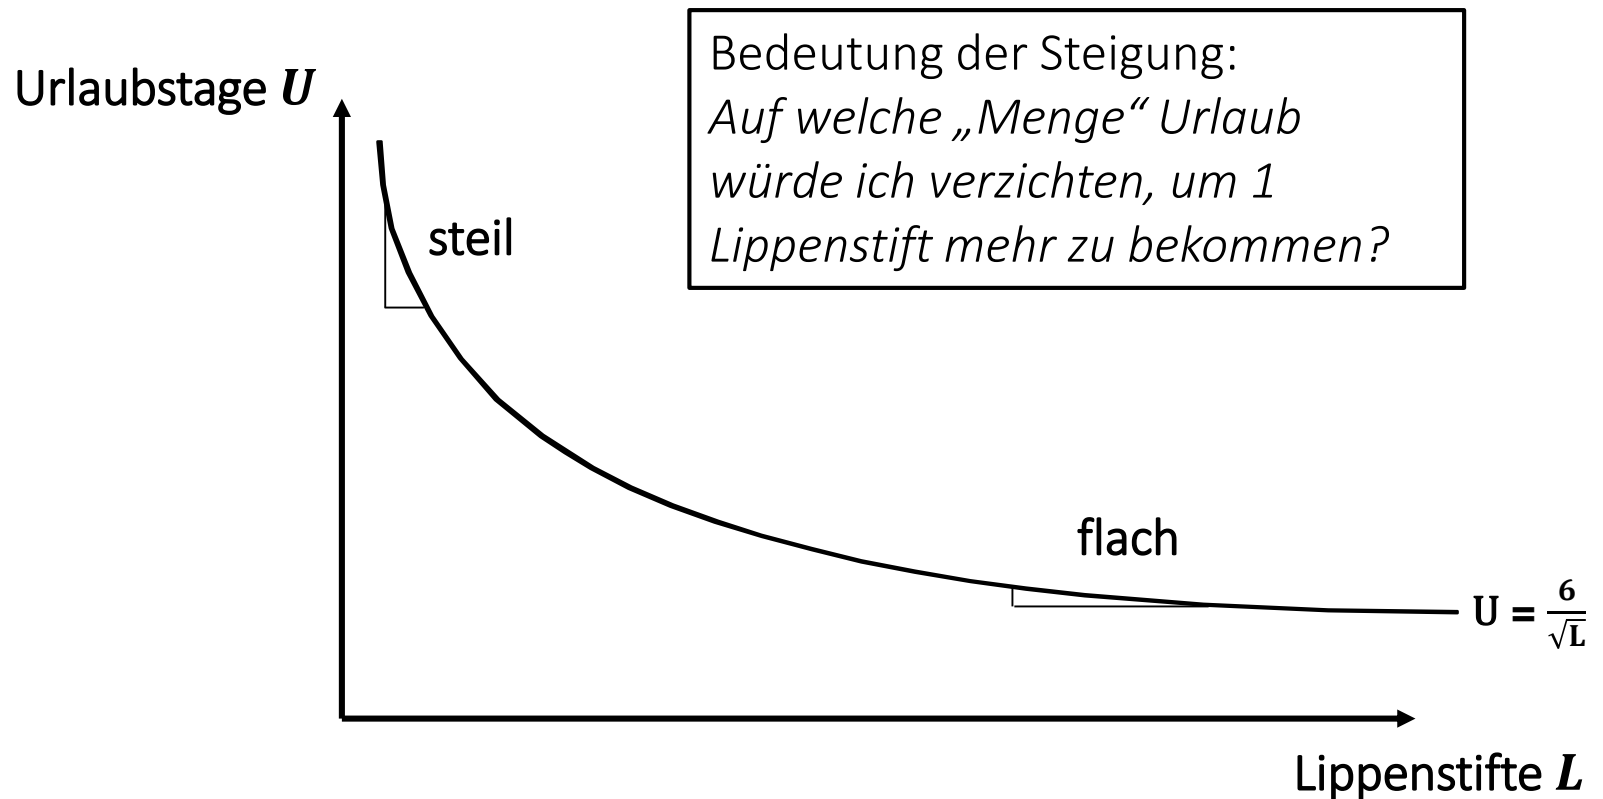 Urlaubstage U
Bedeutung der Steigung:
Auf welche „Menge“ Urlaub
würde ich verzichten, um 1
Lippenstift mehr zu bekommen?
steil
flach
U = 6/√L
Lippenstifte L